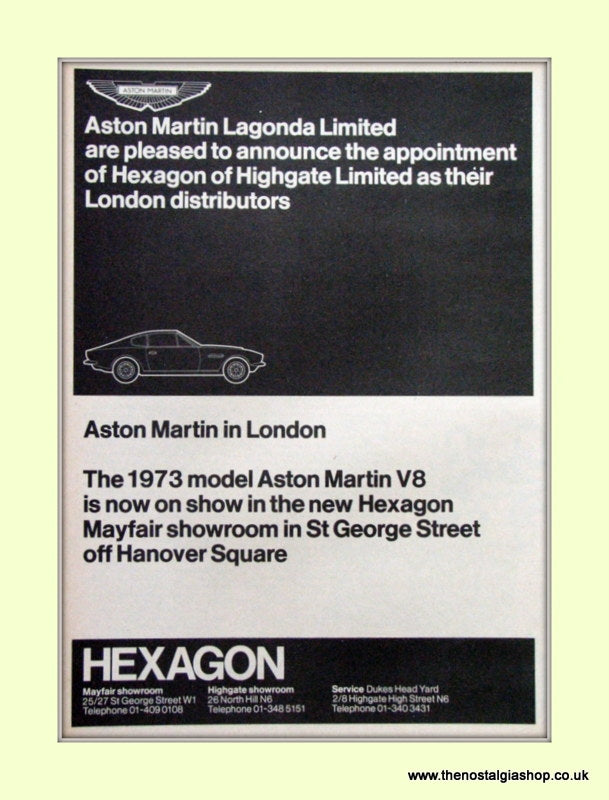 ASTON MARTIN
Aston Martin Lagonda Limited
are pleased to announce the appointment
of Hexagon of Highgate Limited as their
London distributors
Aston Martin in London
The 1973 model Aston Martin V8
is now on show in the new Hexagon
Mayfair showroom in St George Street
off Hanover Square
HEXAGON
Mayfair showroom
25/27 St George Street W1
Telephone 01-409 0108
Highgate showroom
26 North Hill N6
Telephone 01-348 5151
Service Dukes Head Yard
2/8 Highgate High Street N6
Telephone 01-340 3431
www.thenostalgiashop.co.uk